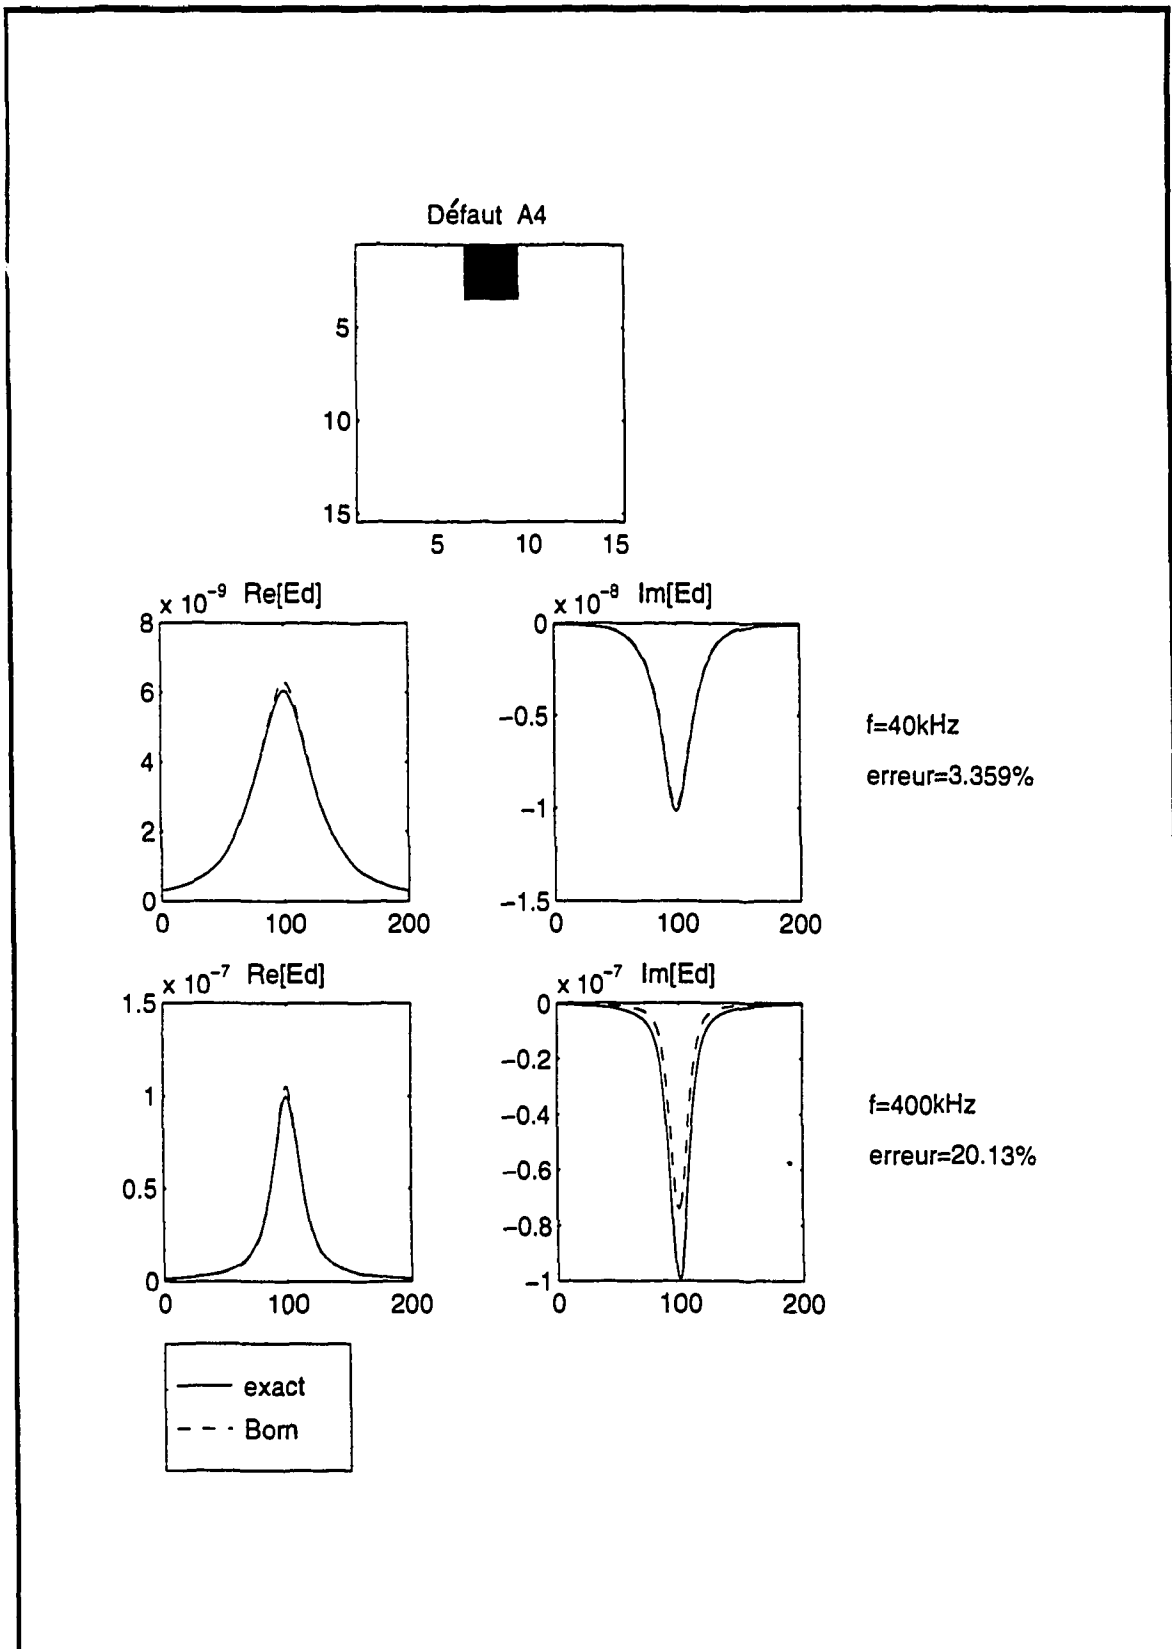 Défaut A4
5
10
15
5 10 15
x 10^-9 Re[Ed]
8
6
4
2
0
0 100 200
x 10^-8 Im[Ed]
0
-0.5
-1
-1.5
0 100 200
f=40kHz
erreur=3.359%
x 10^-7 Re[Ed]
1.5
1
0.5
0
0 100 200
x 10^-7 Im[Ed]
0
-0.2
-0.4
-0.6
-0.8
-1
0 100 200
f=400kHz
erreur=20.13%
exact
Born